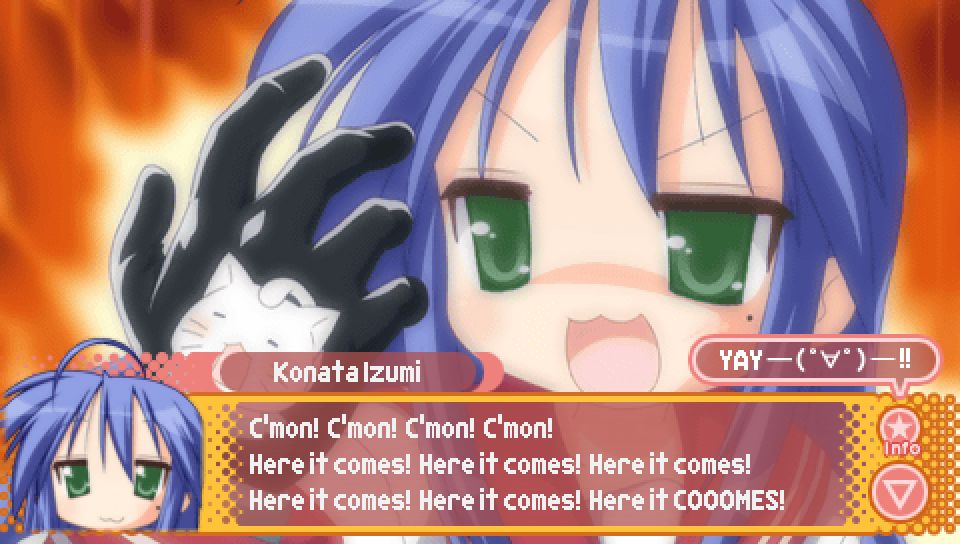 YAY—(ﾟ∀ﾟ)—!!
Konata Izumi
C'mon! C'mon! C'mon! C'mon!
Here it comes! Here it comes! Here it comes!
Here it comes! Here it comes! Here it COOOMES!
Info